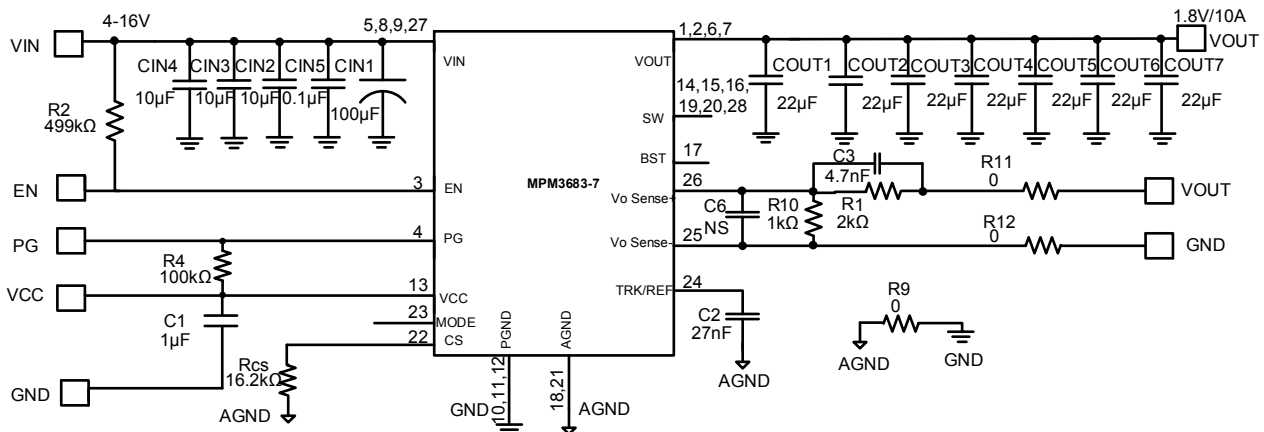 4-16V
VIN
5,8,9,27
VIN
1,2,6,7
VOUT
1.8V/10A
VOUT
CIN4
10µF
CIN3
10µF
CIN2
10µF
CIN5
0.1µF
CIN1
100µF
COUT1
22µF
COUT2
22µF
COUT3
22µF
COUT4
22µF
COUT5
22µF
COUT6
22µF
COUT7
22µF
R2
499kΩ
14,15,16,
19,20,28
SW
BST
17
MPM3683-7
EN
3
EN
Vo Sense+
26
C3
4.7nF
R1
2kΩ
R10
1kΩ
C6
NS
R11
0
VOUT
PG
4
PG
Vo Sense-
25
R12
0
GND
R4
100kΩ
VCC
13
VCC
TRK/REF
24
C2
27nF
AGND
R9
0
AGND
GND
C1
1µF
23
MODE
22
CS
Rcs
16.2kΩ
AGND
GND
PGND
AGND
GND
10,11,12
18,21
AGND